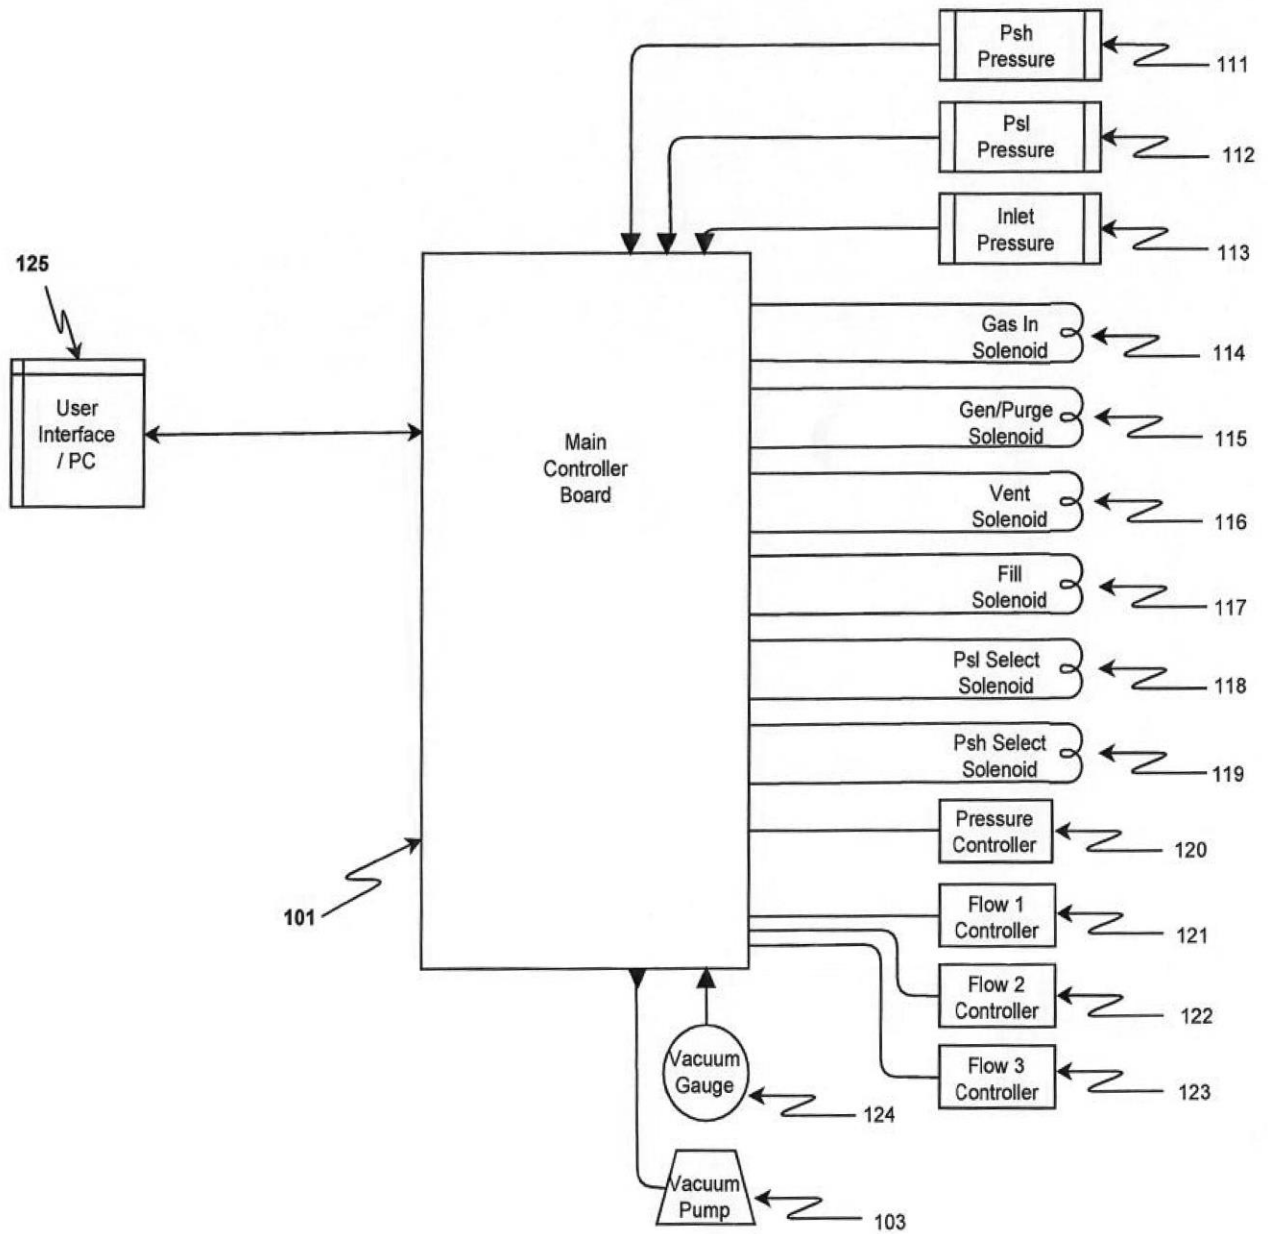 Psh
Pressure
111
Psl
Pressure
112
Inlet
Pressure
113
125
User
Interface
/ PC
Main
Controller
Board
Gas In
Solenoid
114
Gen/Purge
Solenoid
115
Vent
Solenoid
116
Fill
Solenoid
117
Psl Select
Solenoid
118
Psh Select
Solenoid
119
Pressure
Controller
120
101
Flow 1
Controller
121
Flow 2
Controller
122
Flow 3
Controller
123
Vacuum
Gauge
124
Vacuum
Pump
103